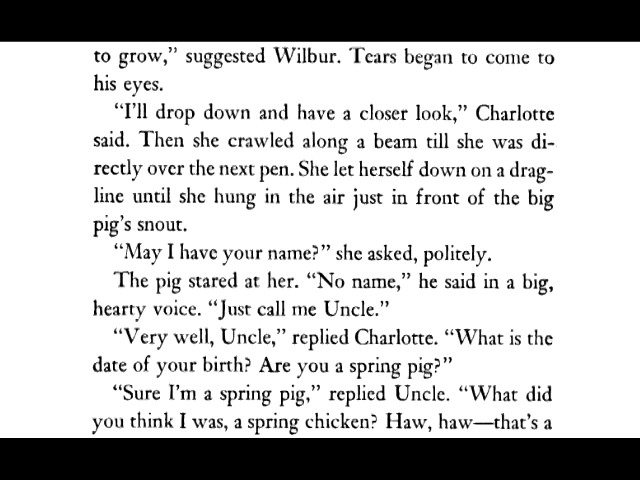 to grow,” suggested Wilbur. Tears began to come to
his eyes.
“I’ll drop down and have a closer look,” Charlotte
said. Then she crawled along a beam till she was di-
rectly over the next pen. She let herself down on a drag-
line until she hung in the air just in front of the big
pig’s snout.
“May I have your name?” she asked, politely.
The pig stared at her. “No name,” he said in a big,
hearty voice. “Just call me Uncle.”
“Very well, Uncle,” replied Charlotte. “What is the
date of your birth? Are you a spring pig?”
“Sure I’m a spring pig,” replied Uncle. “What did
you think I was, a spring chicken? Haw, haw—that’s a